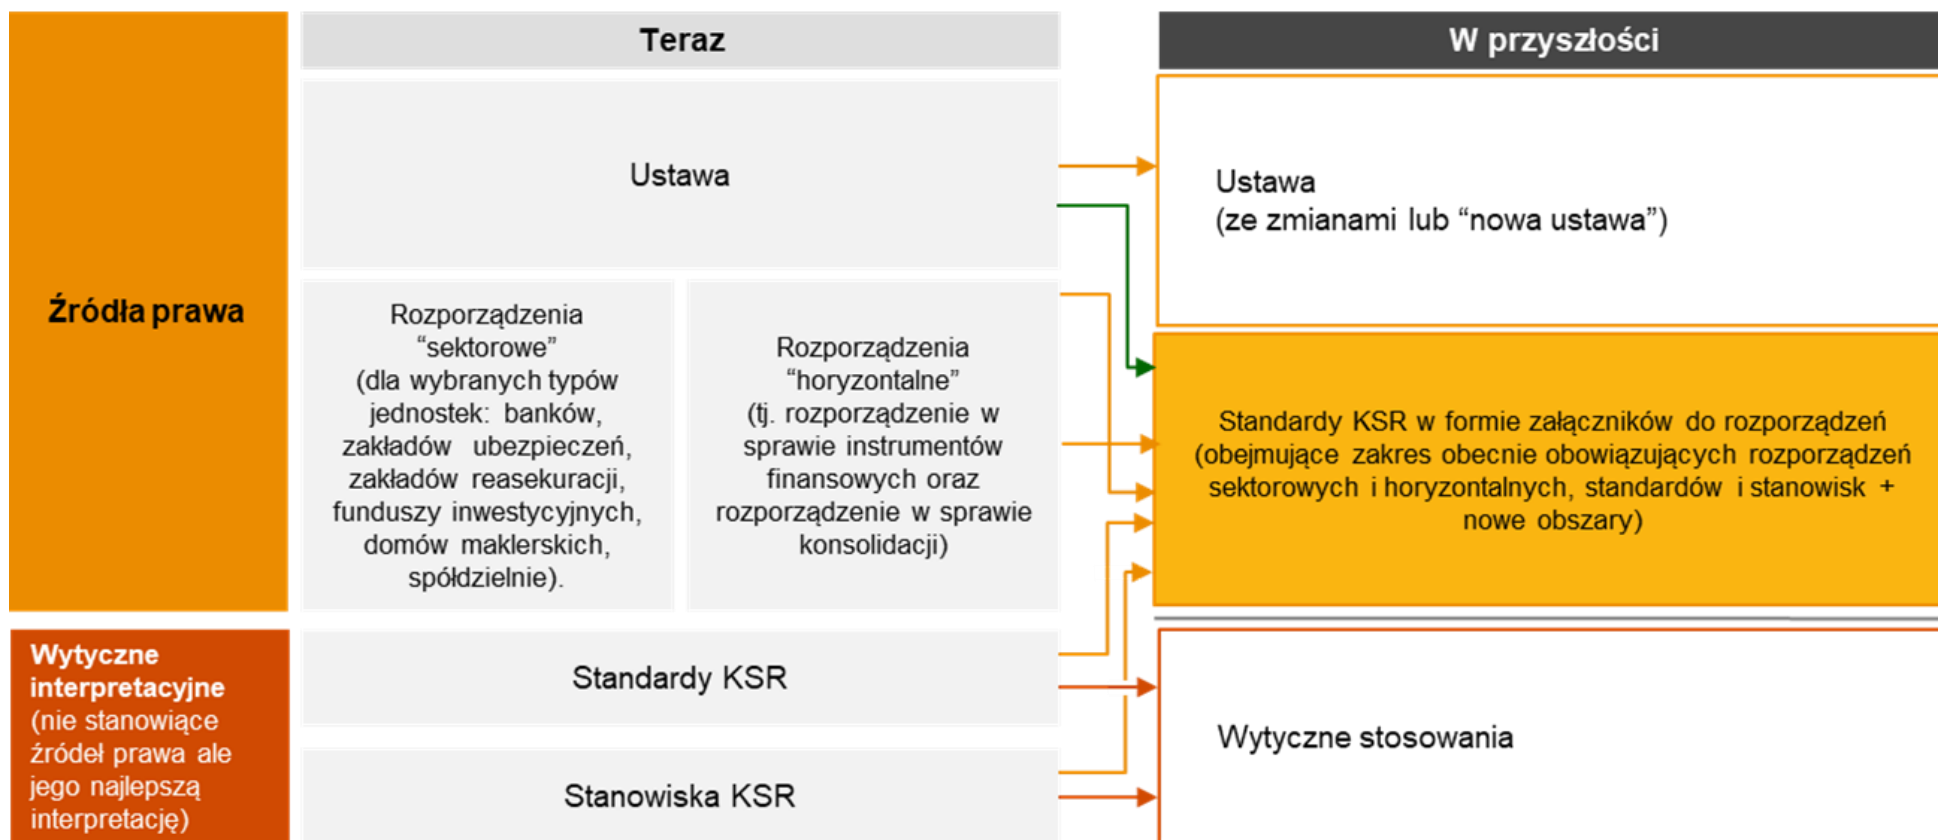 Teraz
W przyszłości
Źródła prawa
Ustawa
Ustawa
(ze zmianami lub “nowa ustawa”)
Rozporządzenia
“sektorowe”
(dla wybranych typów
jednostek: banków,
zakładów ubezpieczeń,
zakładów reasekuracji,
funduszy inwestycyjnych,
domów maklerskich,
spółdzielnie).
Rozporządzenia
“horyzontalne”
(tj. rozporządzenie w
sprawie instrumentów
finansowych oraz
rozporządzenie w sprawie
konsolidacji)
Standardy KSR w formie załączników do rozporządzeń
(obejmujące zakres obecnie obowiązujących rozporządzeń
sektorowych i horyzontalnych, standardów i stanowisk +
nowe obszary)
Wytyczne
interpretacyjne
(nie stanowiące
źródeł prawa ale
jego najlepszą
interpretację)
Standardy KSR
Stanowiska KSR
Wytyczne stosowania